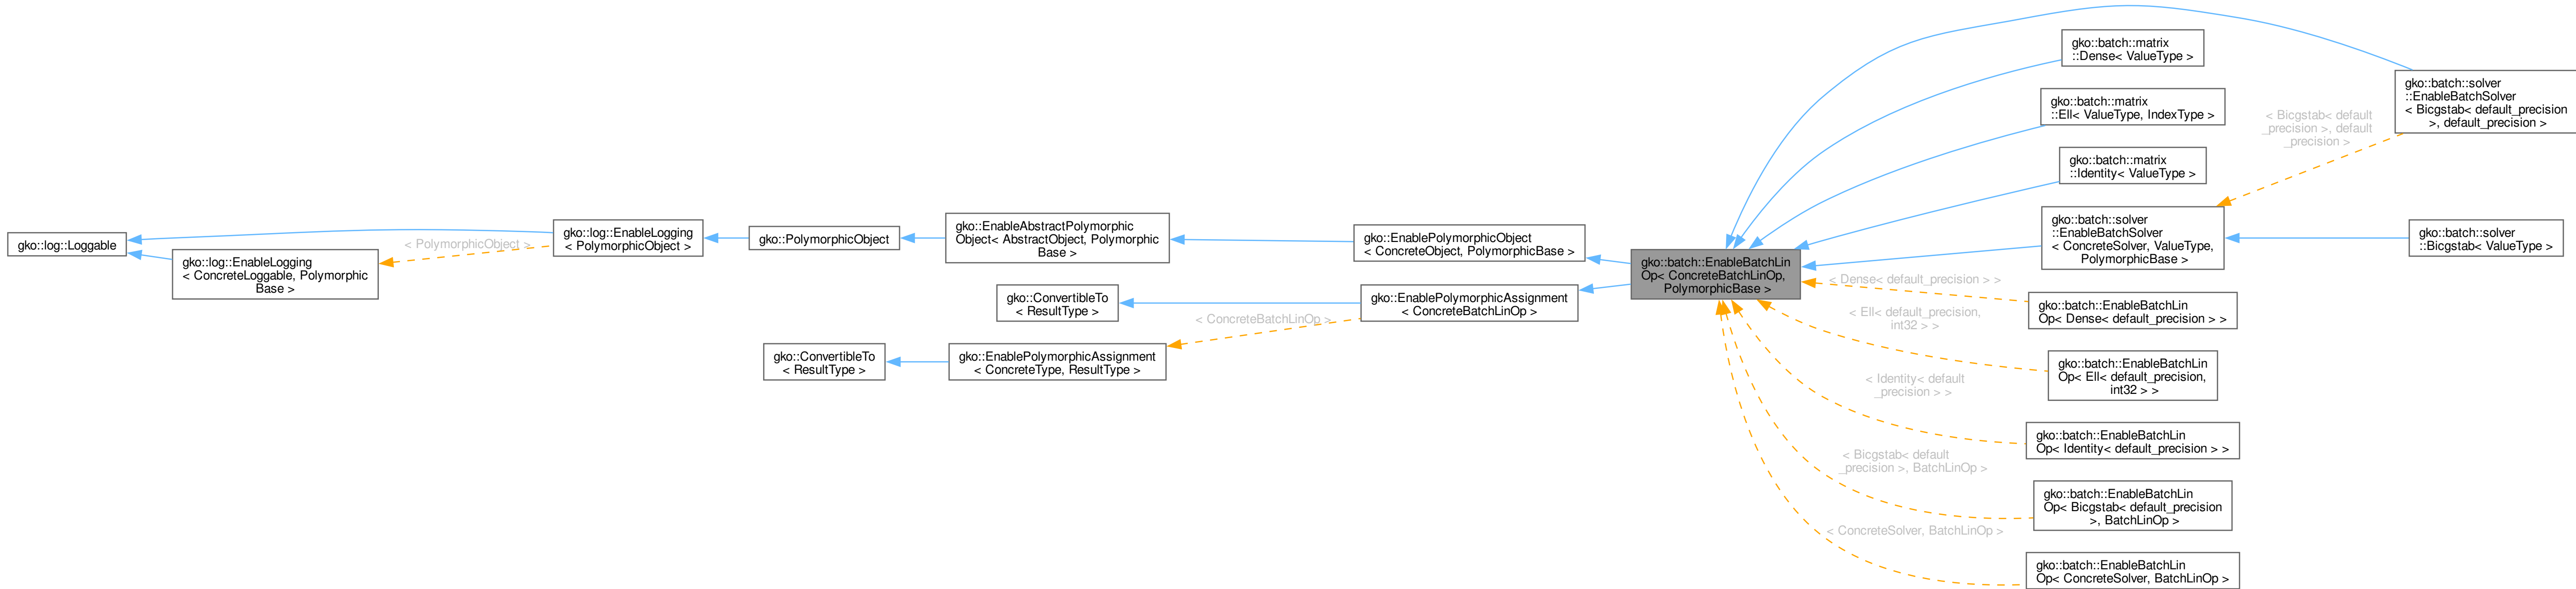 gko::log::Loggable
gko::log::EnableLogging
< ConcreteLoggable, Polymorphic
Base >
< PolymorphicObject >
gko::log::EnableLogging
< PolymorphicObject >
gko::PolymorphicObject
gko::EnableAbstractPolymorphic
Object< AbstractObject, Polymorphic
Base >
gko::ConvertibleTo
< ResultType >
gko::ConvertibleTo
< ResultType >
gko::EnablePolymorphicAssignment
< ConcreteType, ResultType >
< ConcreteBatchLinOp >
gko::EnablePolymorphicObject
< ConcreteObject, PolymorphicBase >
gko::EnablePolymorphicAssignment
< ConcreteBatchLinOp >
gko::batch::EnableBatchLin
Op< ConcreteBatchLinOp,
PolymorphicBase >
gko::batch::matrix
::Dense< ValueType >
gko::batch::matrix
::Ell< ValueType, IndexType >
gko::batch::matrix
::Identity< ValueType >
gko::batch::solver
::EnableBatchSolver
< ConcreteSolver, ValueType,
PolymorphicBase >
< Dense< default_precision > >
gko::batch::EnableBatchLin
Op< Dense< default_precision > >
< Ell< default_precision,
int32 > >
gko::batch::EnableBatchLin
Op< Ell< default_precision,
int32 > >
< Identity< default
_precision > >
gko::batch::EnableBatchLin
Op< Identity< default_precision > >
< Bicgstab< default
_precision >, BatchLinOp >
gko::batch::EnableBatchLin
Op< Bicgstab< default_precision
>, BatchLinOp >
< ConcreteSolver, BatchLinOp >
gko::batch::EnableBatchLin
Op< ConcreteSolver, BatchLinOp >
< Bicgstab< default
_precision >, default
_precision >
gko::batch::solver
::EnableBatchSolver
< Bicgstab< default_precision
>, default_precision >
gko::batch::solver
::Bicgstab< ValueType >